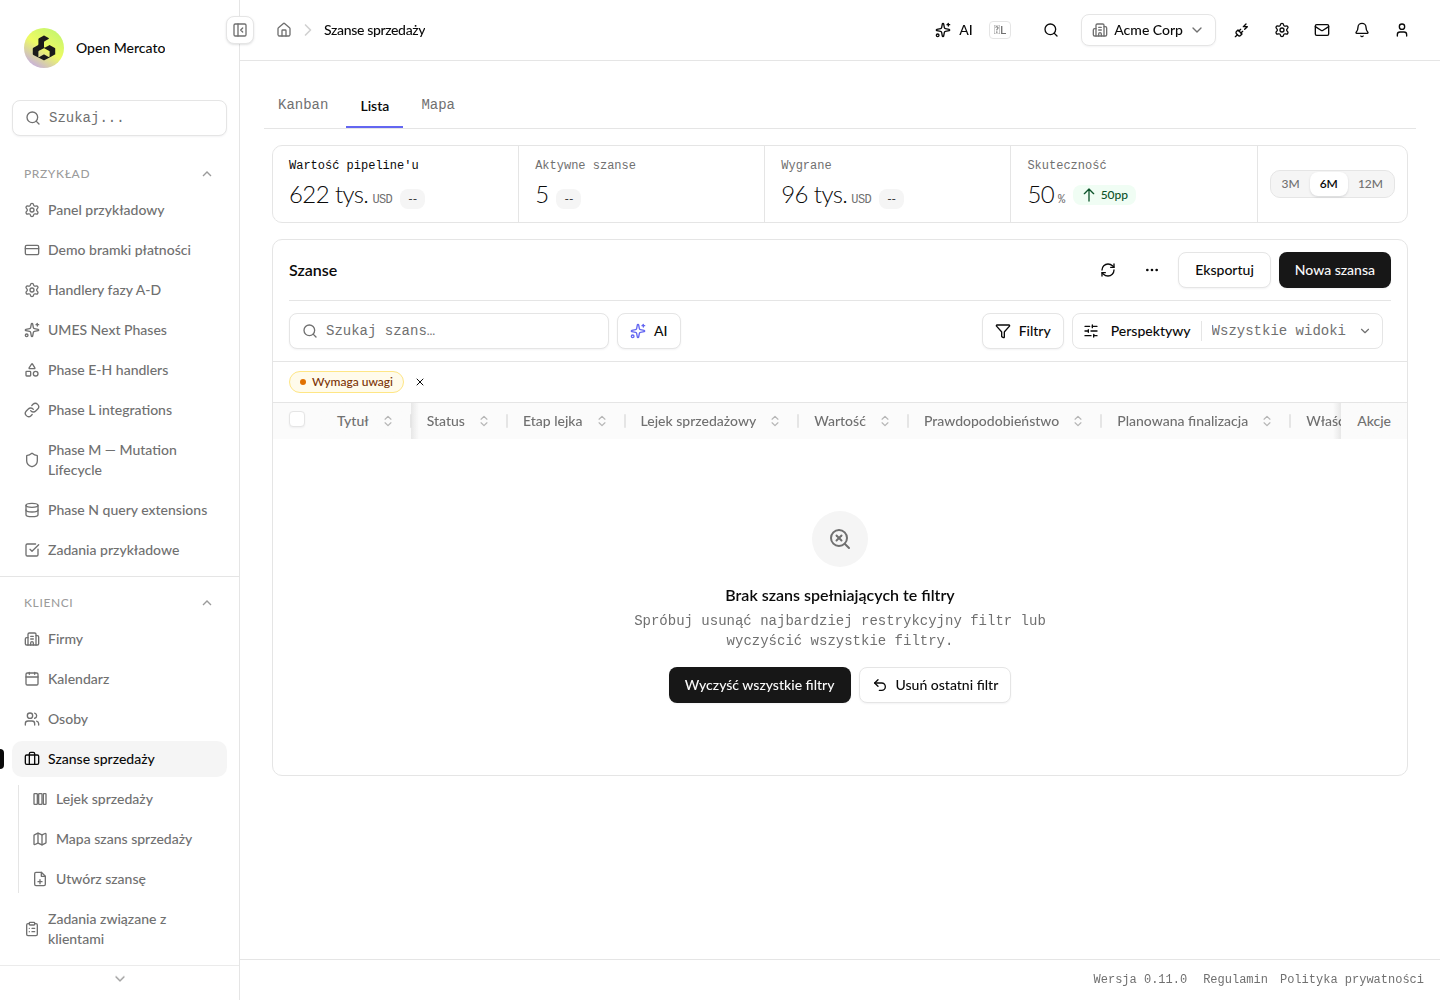 Open Mercato
Szukaj...
PRZYKŁAD
Panel przykładowy
Demo bramki płatności
Handlery fazy A-D
UMES Next Phases
Phase E-H handlers
Phase L integrations
Phase M — Mutation
Lifecycle
Phase N query extensions
Zadania przykładowe
KLIENCI
Firmy
Kalendarz
Osoby
Szanse sprzedaży
Lejek sprzedaży
Mapa szans sprzedaży
Utwórz szansę
Zadania związane z
klientami
Szanse sprzedaży
AI
L
Acme Corp
Kanban Lista Mapa
Wartość pipeline'u
622 tys. USD --
Aktywne szanse
5 --
Wygrane
96 tys. USD --
Skuteczność
50 % 50pp
3M 6M 12M
Szanse
Eksportuj
Nowa szansa
Szukaj szans…
AI
Filtry
Perspektywy
Wszystkie widoki
Wymaga uwagi
Tytuł Status Etap lejka Lejek sprzedażowy Wartość Prawdopodobieństwo Planowana finalizacja Właśc Akcje
Brak szans spełniających te filtry
Spróbuj usunąć najbardziej restrykcyjny filtr lub
wyczyścić wszystkie filtry.
Wyczyść wszystkie filtry
Usuń ostatni filtr
Wersja 0.11.0 Regulamin Polityka prywatności